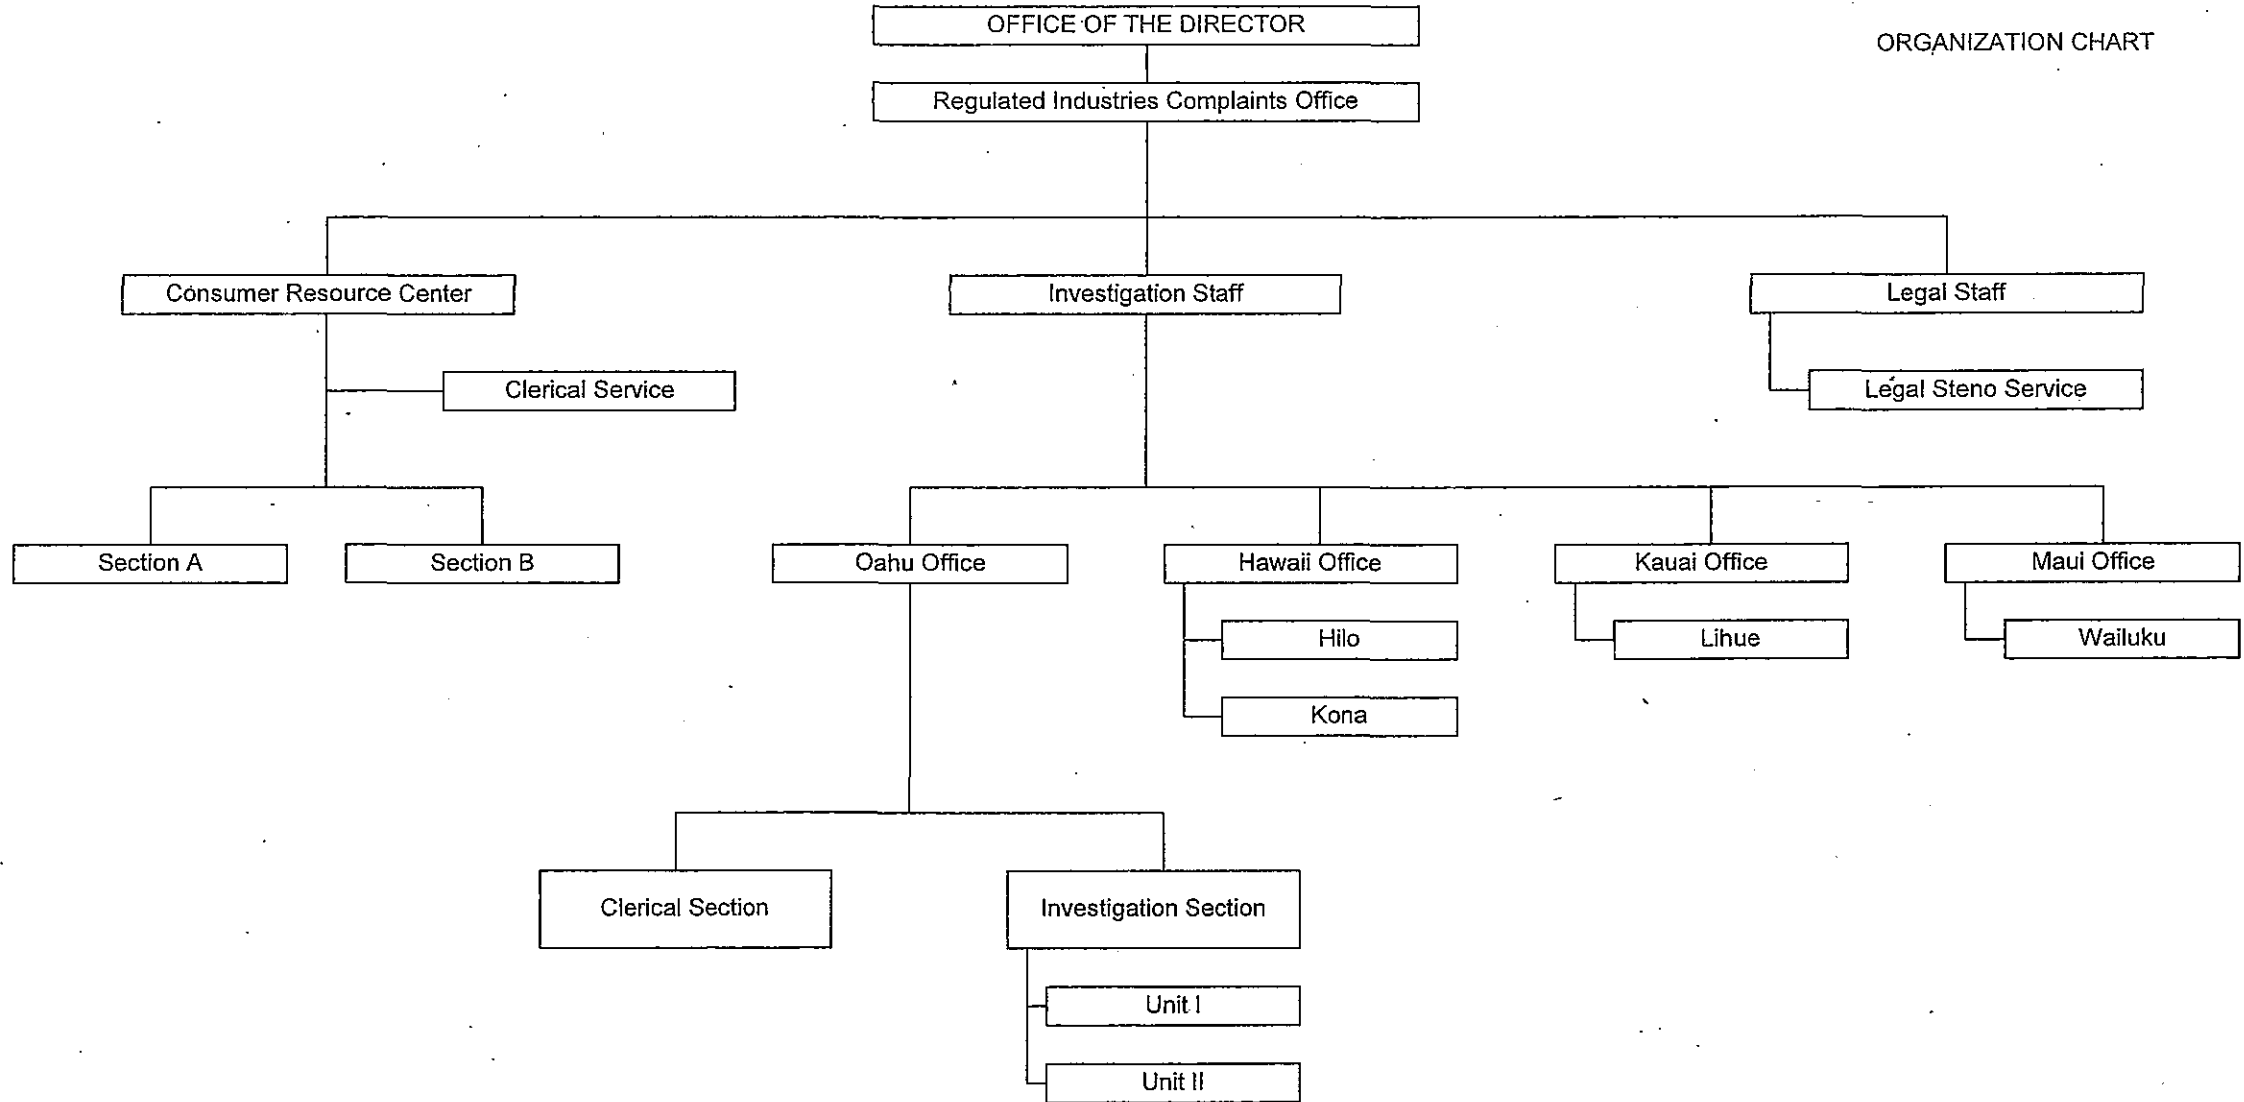 OFFICE OF THE DIRECTOR
ORGANIZATION CHART
Regulated Industries Complaints Office
Consumer Resource Center
Investigation Staff
Legal Staff
Clerical Service
Legal Steno Service
Section A
Section B
Oahu Office
Hawaii Office
Kauai Office
Maui Office
Hilo
Lihue
Wailuku
Kona
Clerical Section
Investigation Section
Unit I
Unit II